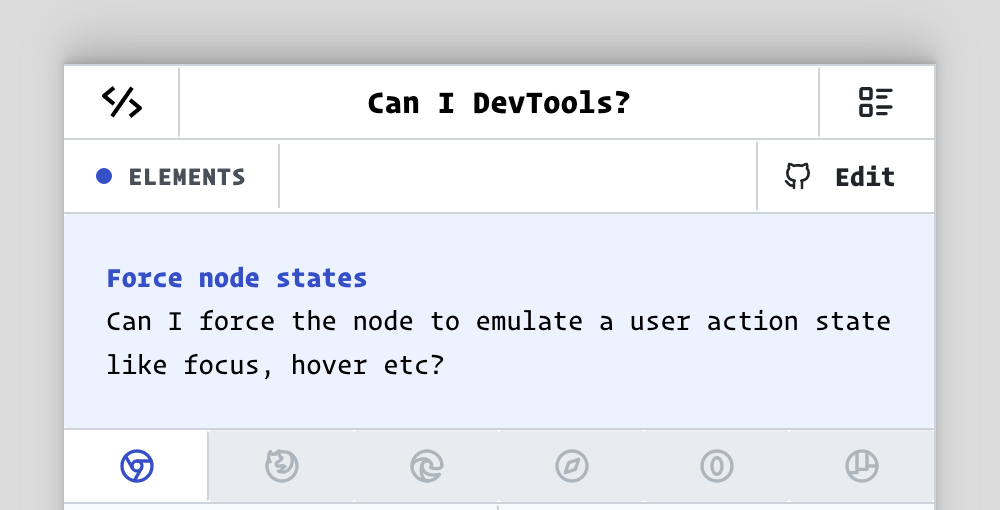 Can I DevTools?
ELEMENTS
Edit
Force node states
Can I force the node to emulate a user action state
like focus, hover etc?